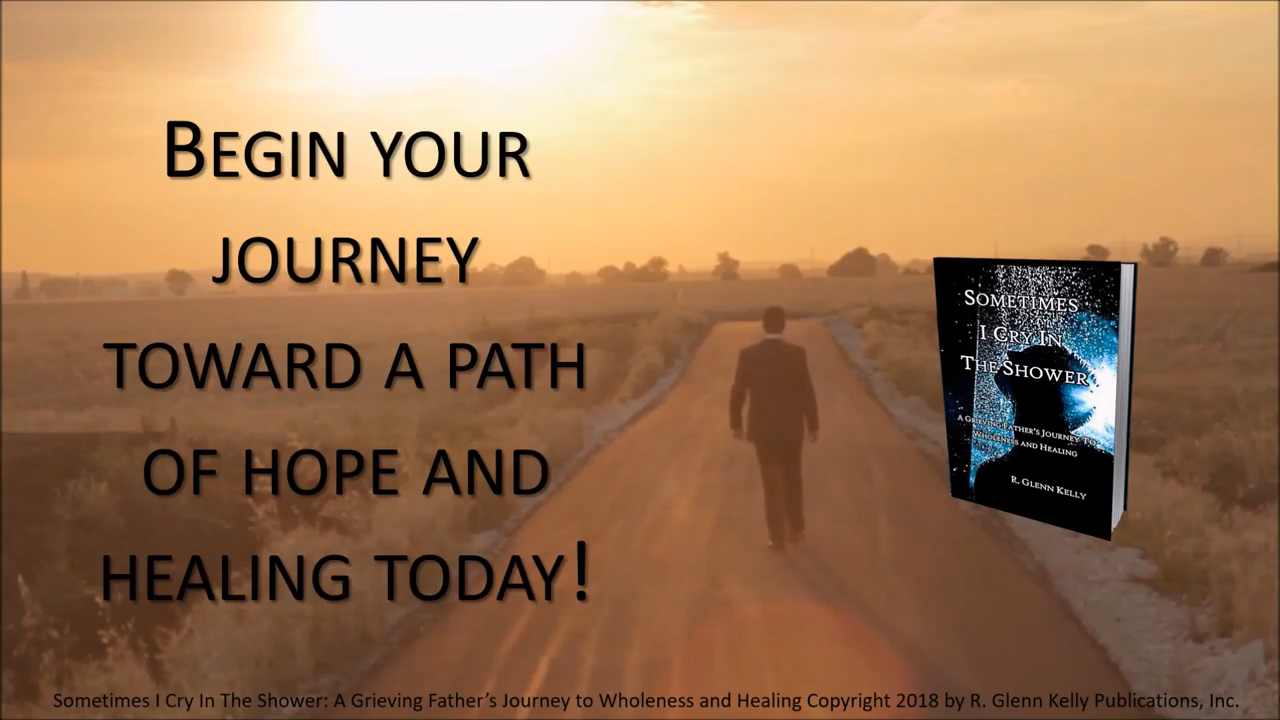 Begin your
journey
toward a path
of hope and
healing today!
Sometimes
I Cry In
The Shower
A Grieving Father's Journey To
Wholeness and Healing
R. Glenn Kelly
Sometimes I Cry In The Shower: A Grieving Father’s Journey to Wholeness and Healing Copyright 2018 by R. Glenn Kelly Publications, Inc.